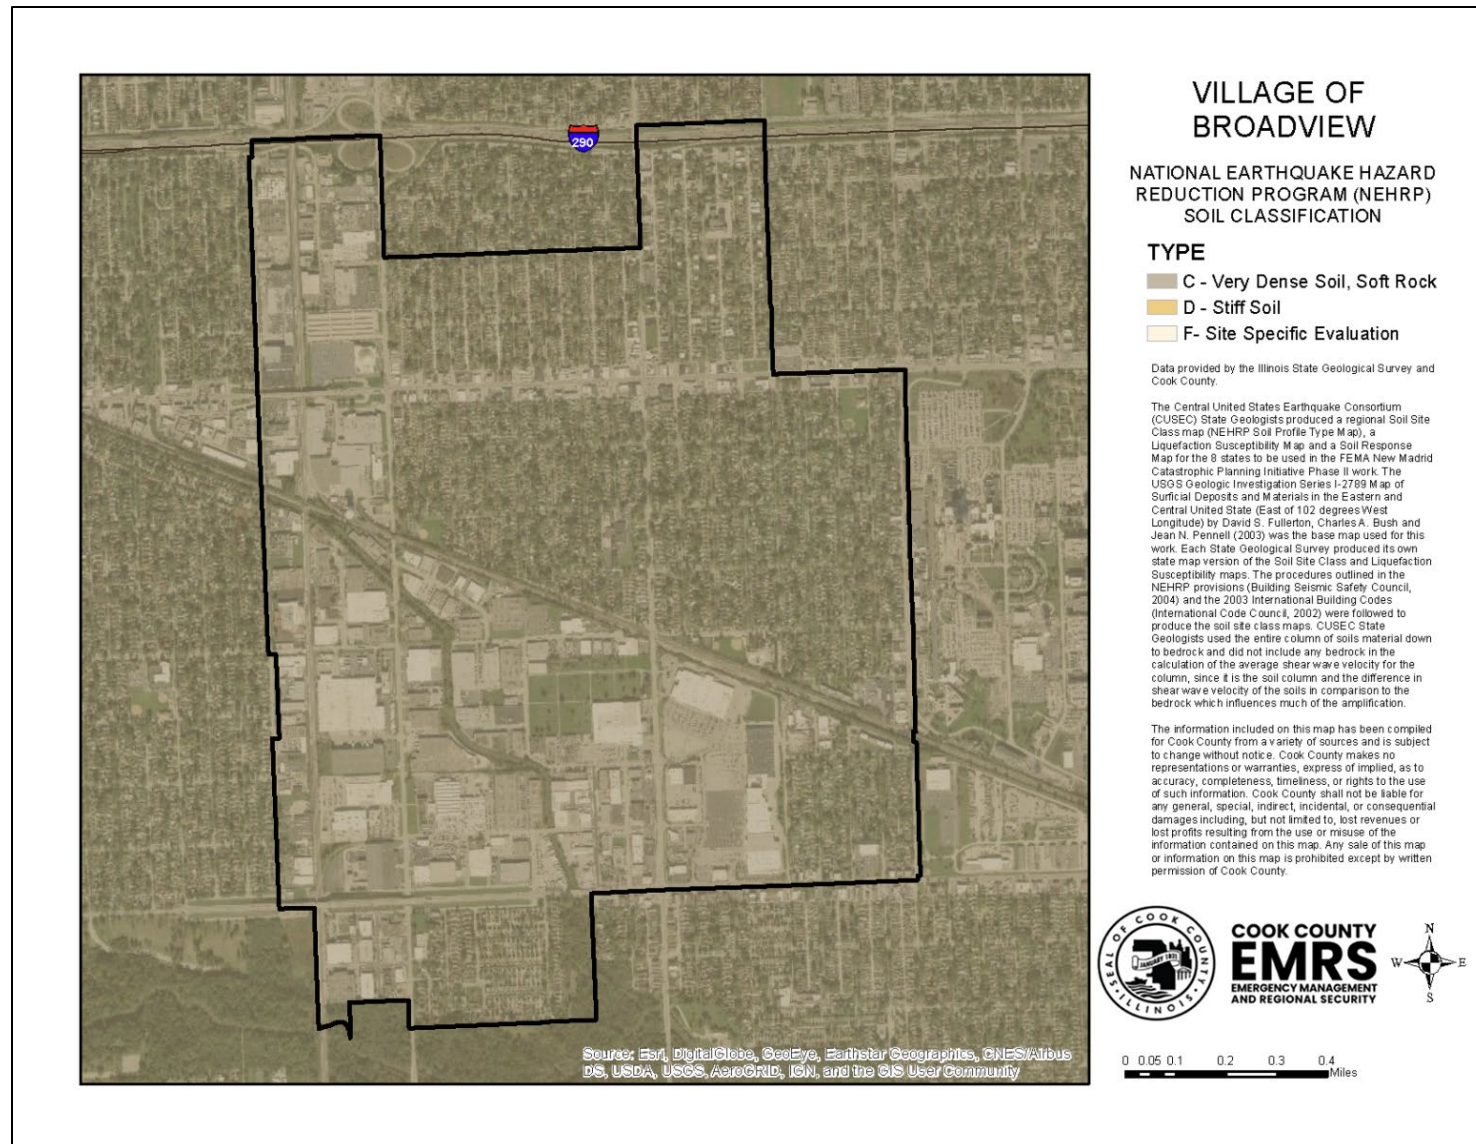 VILLAGE OF
BROADVIEW
NATIONAL EARTHQUAKE HAZARD
REDUCTION PROGRAM (NEHRP)
SOIL CLASSIFICATION
TYPE
C - Very Dense Soil, Soft Rock
D - Stiff Soil
F- Site Specific Evaluation
Data provided by the Illinois State Geological Survey and
Cook County.
The Central United States Earthquake Consortium
(CUSEC) State Geologists produced a regional Soil Site
Class map (NEHRP Soil Profile Type Map), a
Liquefaction Susceptibility Map and a Soil Response
Map for the 8 states to be used in the FEMA New Madrid
Catastrophic Planning Initiative Phase II work. The
USGS Geologic Investigation Series I-2789 Map of
Surficial Deposits and Materials in the Eastern and
Central United State (East of 102 degrees West
Longitude) by David S. Fullerton, Charles A. Bush and
Jean N. Pennell (2003) was the base map used for this
work. Each State Geological Survey produced its own
state map version of the Soil Site Class and Liquefaction
Susceptibility maps. The procedures outlined in the
NEHRP provisions (Building Seismic Safety Council,
2004) and the 2003 International Building Codes
(International Code Council, 2002) were followed to
produce the soil site class maps. CUSEC State
Geologists used the entire column of soils material down
to bedrock and did not include any bedrock in the
calculation of the average shear wave velocity for the
column, since it is the soil column and the difference in
shear wave velocity of the soils in comparison to the
bedrock which influences much of the amplification.
The information included on this map has been compiled
for Cook County from a variety of sources and is subject
to change without notice. Cook County makes no
representations or warranties, express of implied, as to
accuracy, completeness, timeliness, or rights to the use
of such information. Cook County shall not be liable for
any general, special, indirect, incidental, or consequential
damages including, but not limited to, lost revenues or
lost profits resulting from the use or misuse of the
information contained on this map. Any sale of this map
or information on this map is prohibited except by written
permission of Cook County.
290
SEAL OF COOK COUNTY
JANUARY 1831
ILLINOIS
COOK COUNTY
EMRS
EMERGENCY MANAGEMENT
AND REGIONAL SECURITY
N
W E
S
Source: Esri, DigitalGlobe, GeoEye, Earthstar Geographics, CNES/Airbus
DS, USDA, USGS, AeroGRID, IGN, and the GIS User Community
0 0.05 0.1 0.2 0.3 0.4
Miles